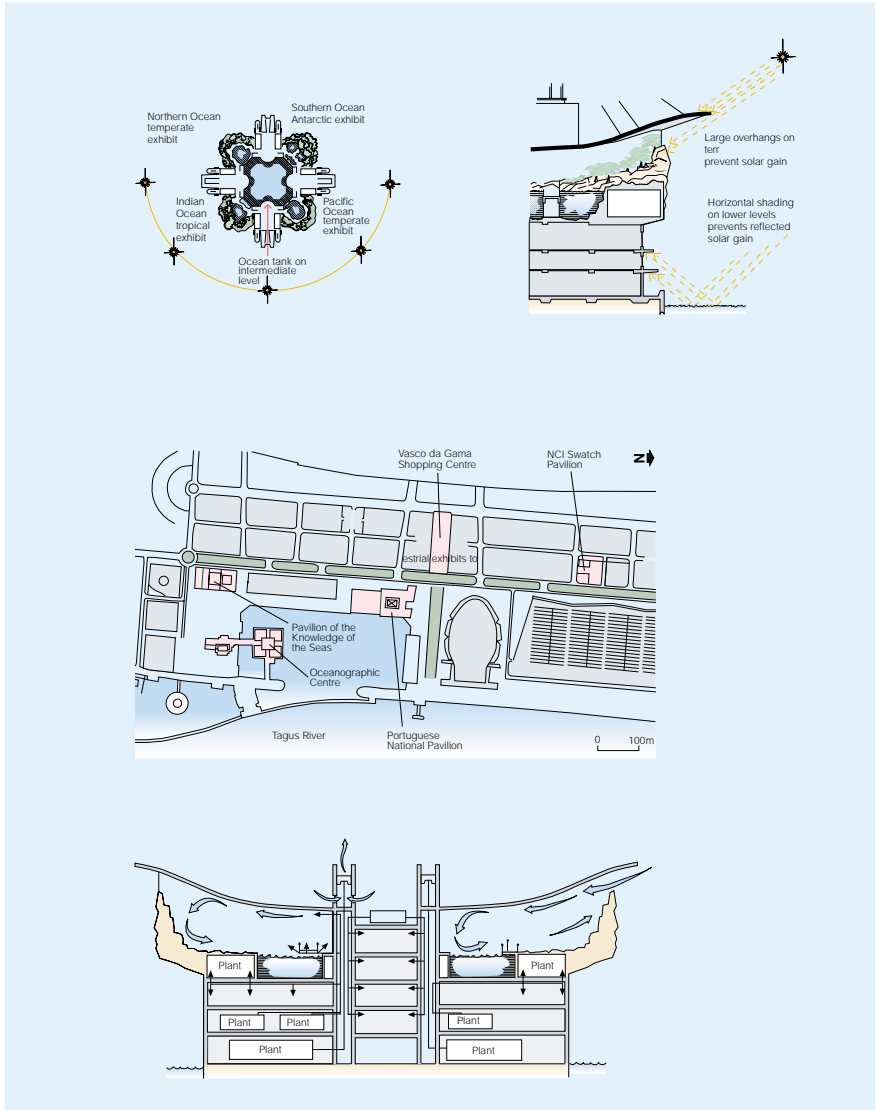 Northern Ocean
temperate
exhibit
Southern Ocean
Antarctic exhibit
Indian
Ocean
tropical
exhibit
Pacific
Ocean
temperate
exhibit
Ocean tank on
intermediate
level
Large overhangs on
terr
prevent solar gain
Horizontal shading
on lower levels
prevents reflected
solar gain
Vasco da Gama
Shopping Centre
NCI Swatch
Pavilion
N
estrial exhibits to
Pavilion of the
Knowledge of
the Seas
Oceanographic
Centre
Tagus River
Portuguese
National Pavilion
0 100m
Plant
Plant
Plant
Plant
Plant
Plant
Plant